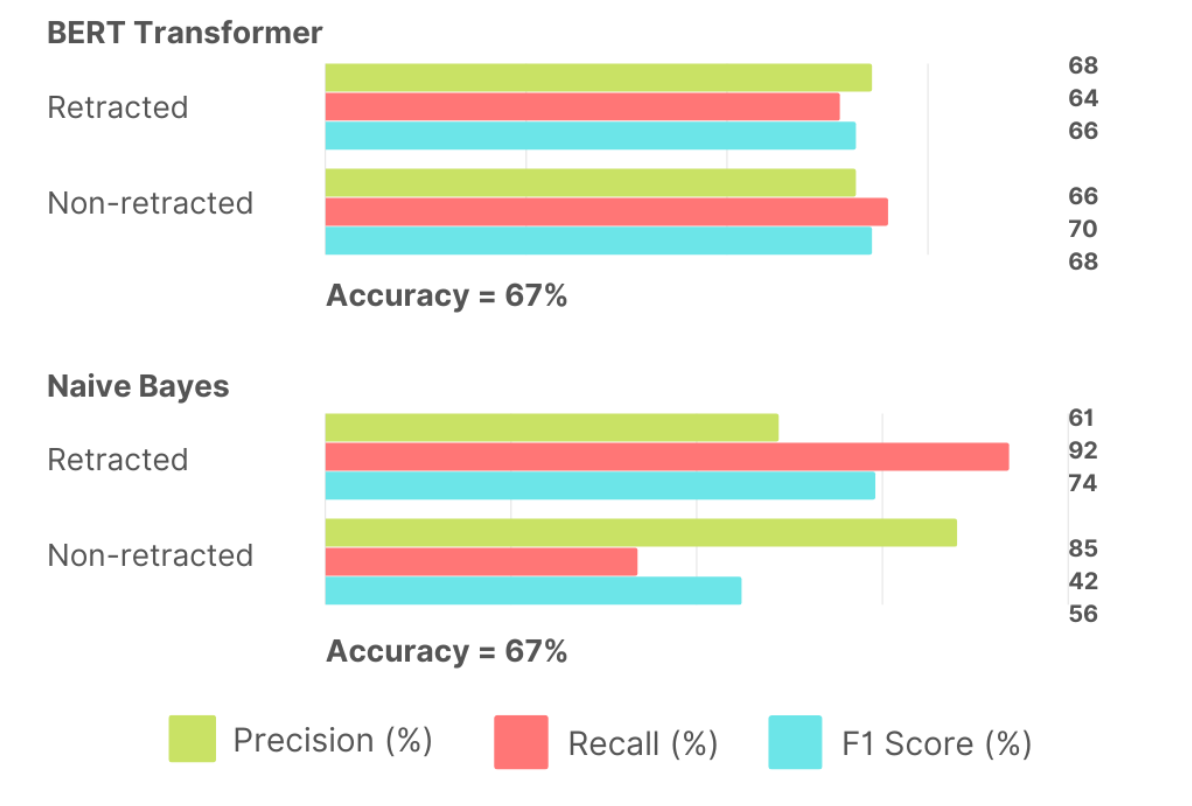 BERT Transformer
Retracted
68
64
66
Non-retracted
66
70
68
Accuracy = 67%
Naive Bayes
Retracted
61
92
74
Non-retracted
85
42
56
Accuracy = 67%
Precision (%)
Recall (%)
F1 Score (%)